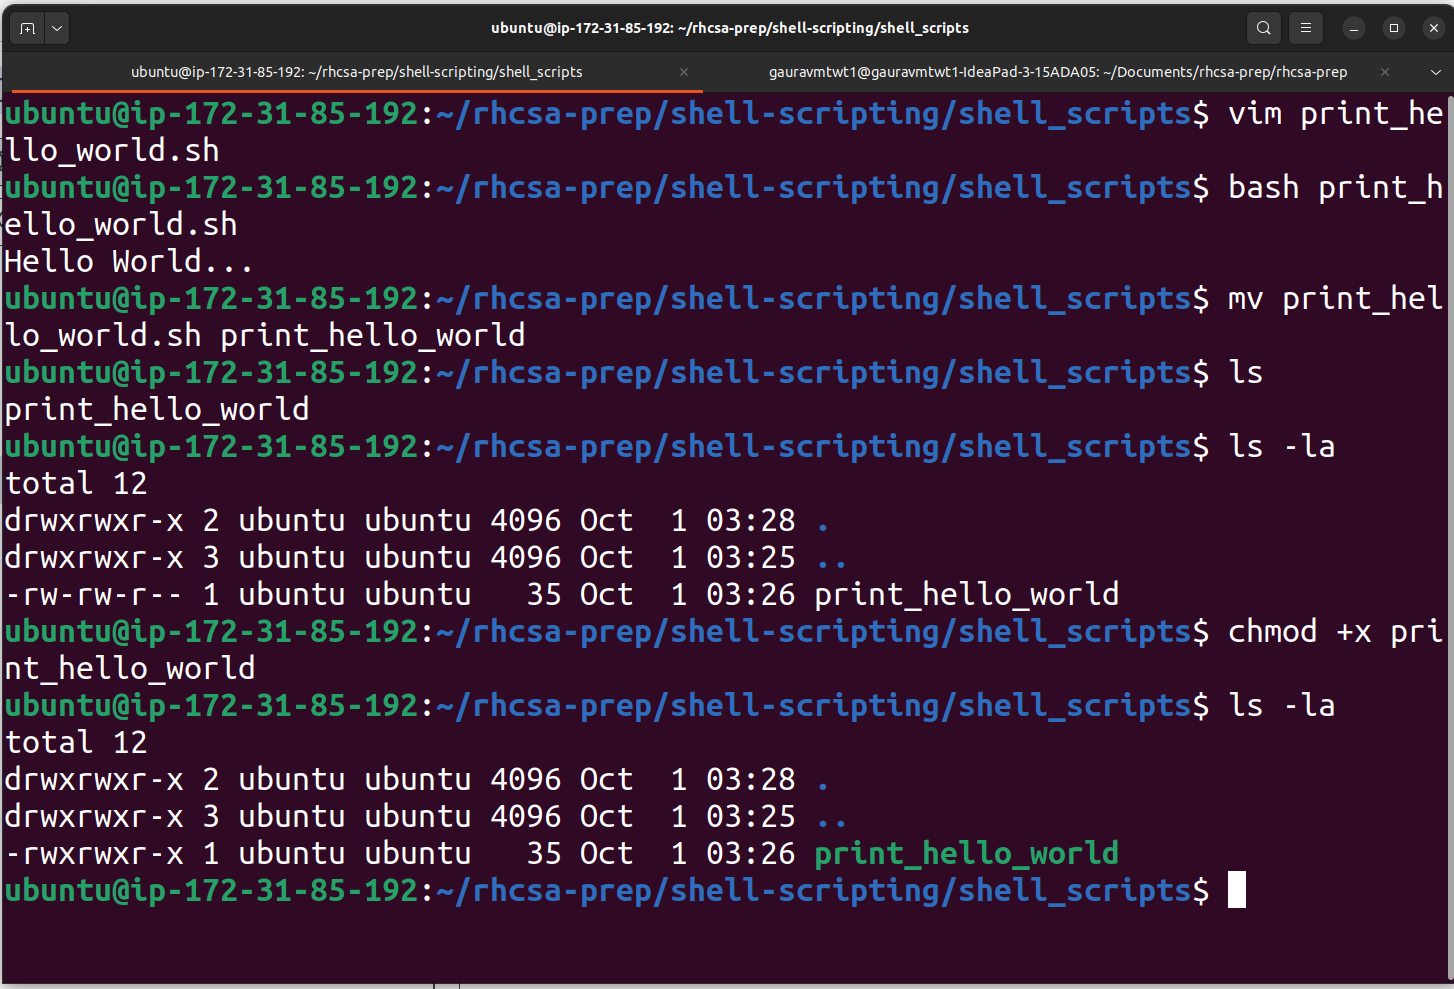 ubuntu@ip-172-31-85-192: ~/rhcsa-prep/shell-scripting/shell_scripts
ubuntu@ip-172-31-85-192: ~/rhcsa-prep/shell-scripting/shell_scripts
gauravmtwt1@gauravmtwt1-IdeaPad-3-15ADA05: ~/Documents/rhcsa-prep/rhcsa-prep
ubuntu@ip-172-31-85-192:~/rhcsa-prep/shell-scripting/shell_scripts$ vim print_he
llo_world.sh
ubuntu@ip-172-31-85-192:~/rhcsa-prep/shell-scripting/shell_scripts$ bash print_h
ello_world.sh
Hello World...
ubuntu@ip-172-31-85-192:~/rhcsa-prep/shell-scripting/shell_scripts$ mv print_hel
lo_world.sh print_hello_world
ubuntu@ip-172-31-85-192:~/rhcsa-prep/shell-scripting/shell_scripts$ ls
print_hello_world
ubuntu@ip-172-31-85-192:~/rhcsa-prep/shell-scripting/shell_scripts$ ls -la
total 12
drwxrwxr-x 2 ubuntu ubuntu 4096 Oct  1 03:28 .
drwxrwxr-x 3 ubuntu ubuntu 4096 Oct  1 03:25 ..
-rw-rw-r-- 1 ubuntu ubuntu   35 Oct  1 03:26 print_hello_world
ubuntu@ip-172-31-85-192:~/rhcsa-prep/shell-scripting/shell_scripts$ chmod +x pri
nt_hello_world
ubuntu@ip-172-31-85-192:~/rhcsa-prep/shell-scripting/shell_scripts$ ls -la
total 12
drwxrwxr-x 2 ubuntu ubuntu 4096 Oct  1 03:28 .
drwxrwxr-x 3 ubuntu ubuntu 4096 Oct  1 03:25 ..
-rwxrwxr-x 1 ubuntu ubuntu   35 Oct  1 03:26 print_hello_world
ubuntu@ip-172-31-85-192:~/rhcsa-prep/shell-scripting/shell_scripts$